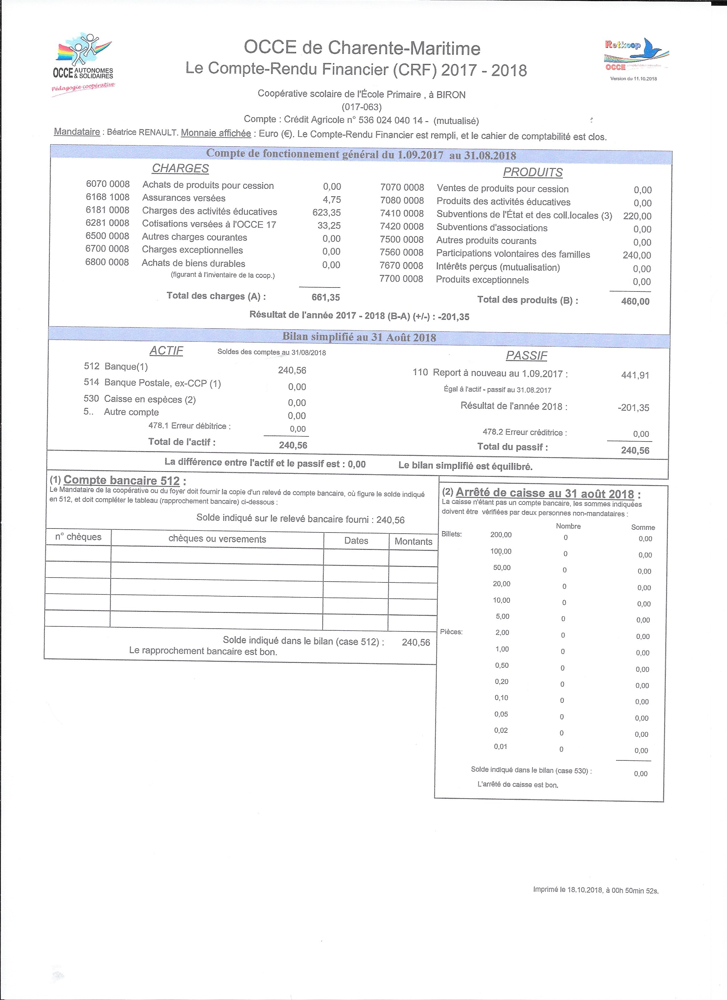 OCCE AUTONOMES & SOLIDAIRES
Pédagogie coopérative
OCCE de Charente-Maritime
Le Compte-Rendu Financier (CRF) 2017 - 2018
Retkoop
OCCE
Version du 11.10.2018
Coopérative scolaire de l'École Primaire , à BIRON
(017-063)
Compte : Crédit Agricole n° 536 024 040 14 - (mutualisé)
Mandataire : Béatrice RENAULT. Monnaie affichée : Euro (€). Le Compte-Rendu Financier est rempli, et le cahier de comptabilité est clos.
Compte de fonctionnement général du 1.09.2017 au 31.08.2018
CHARGES
6070 0008 Achats de produits pour cession 0,00
6168 1008 Assurances versées 4,75
6181 0008 Charges des activités éducatives 623,35
6281 0008 Cotisations versées à l'OCCE 17 33,25
6500 0008 Autres charges courantes 0,00
6700 0008 Charges exceptionnelles 0,00
6800 0008 Achats de biens durables 0,00
(figurant à l'inventaire de la coop.)
Total des charges (A) : 661,35
PRODUITS
7070 0008 Ventes de produits pour cession 0,00
7080 0008 Produits des activités éducatives 0,00
7410 0008 Subventions de l'État et des coll.locales (3) 220,00
7420 0008 Subventions d'associations 0,00
7500 0008 Autres produits courants 0,00
7560 0008 Participations volontaires des familles 240,00
7670 0008 Intérêts perçus (mutualisation) 0,00
7700 0008 Produits exceptionnels 0,00
Total des produits (B) : 460,00
Résultat de l'année 2017 - 2018 (B-A) (+/-) : -201,35
Bilan simplifié au 31 Août 2018
ACTIF Soldes des comptes au 31/08/2018
512 Banque(1) 240,56
514 Banque Postale, ex-CCP (1) 0,00
530 Caisse en espèces (2) 0,00
5.. Autre compte 0,00
478.1 Erreur débitrice : 0,00
Total de l'actif : 240,56
PASSIF
110 Report à nouveau au 1.09.2017 : 441,91
Égal à l'actif - passif au 31.08.2017
Résultat de l'année 2018 : -201,35
478.2 Erreur créditrice : 0,00
Total du passif : 240,56
La différence entre l'actif et le passif est : 0,00 Le bilan simplifié est équilibré.
(1) Compte bancaire 512 :
Le Mandataire de la coopérative ou du foyer doit fournir la copie d'un relevé de compte bancaire, où figure le solde indiqué
en 512, et doit compléter le tableau (rapprochement bancaire) ci-dessous :
Solde indiqué sur le relevé bancaire fourni : 240,56
n° chèques chèques ou versements Dates Montants
Solde indiqué dans le bilan (case 512) : 240,56
Le rapprochement bancaire est bon.
(2) Arrêté de caisse au 31 août 2018 :
La caisse n'étant pas un compte bancaire, les sommes indiquées
doivent être vérifiées par deux personnes non-mandataires :
Nombre Somme
Billets: 200,00 0 0,00
100,00 0 0,00
50,00 0 0,00
20,00 0 0,00
10,00 0 0,00
5,00 0 0,00
Pièces: 2,00 0 0,00
1,00 0 0,00
0,50 0 0,00
0,20 0 0,00
0,10 0 0,00
0,05 0 0,00
0,02 0 0,00
0,01 0 0,00
Solde indiqué dans le bilan (case 530) : 0,00
L'arrêté de caisse est bon.
Imprimé le 18.10.2018, à 00h 50min 52s.